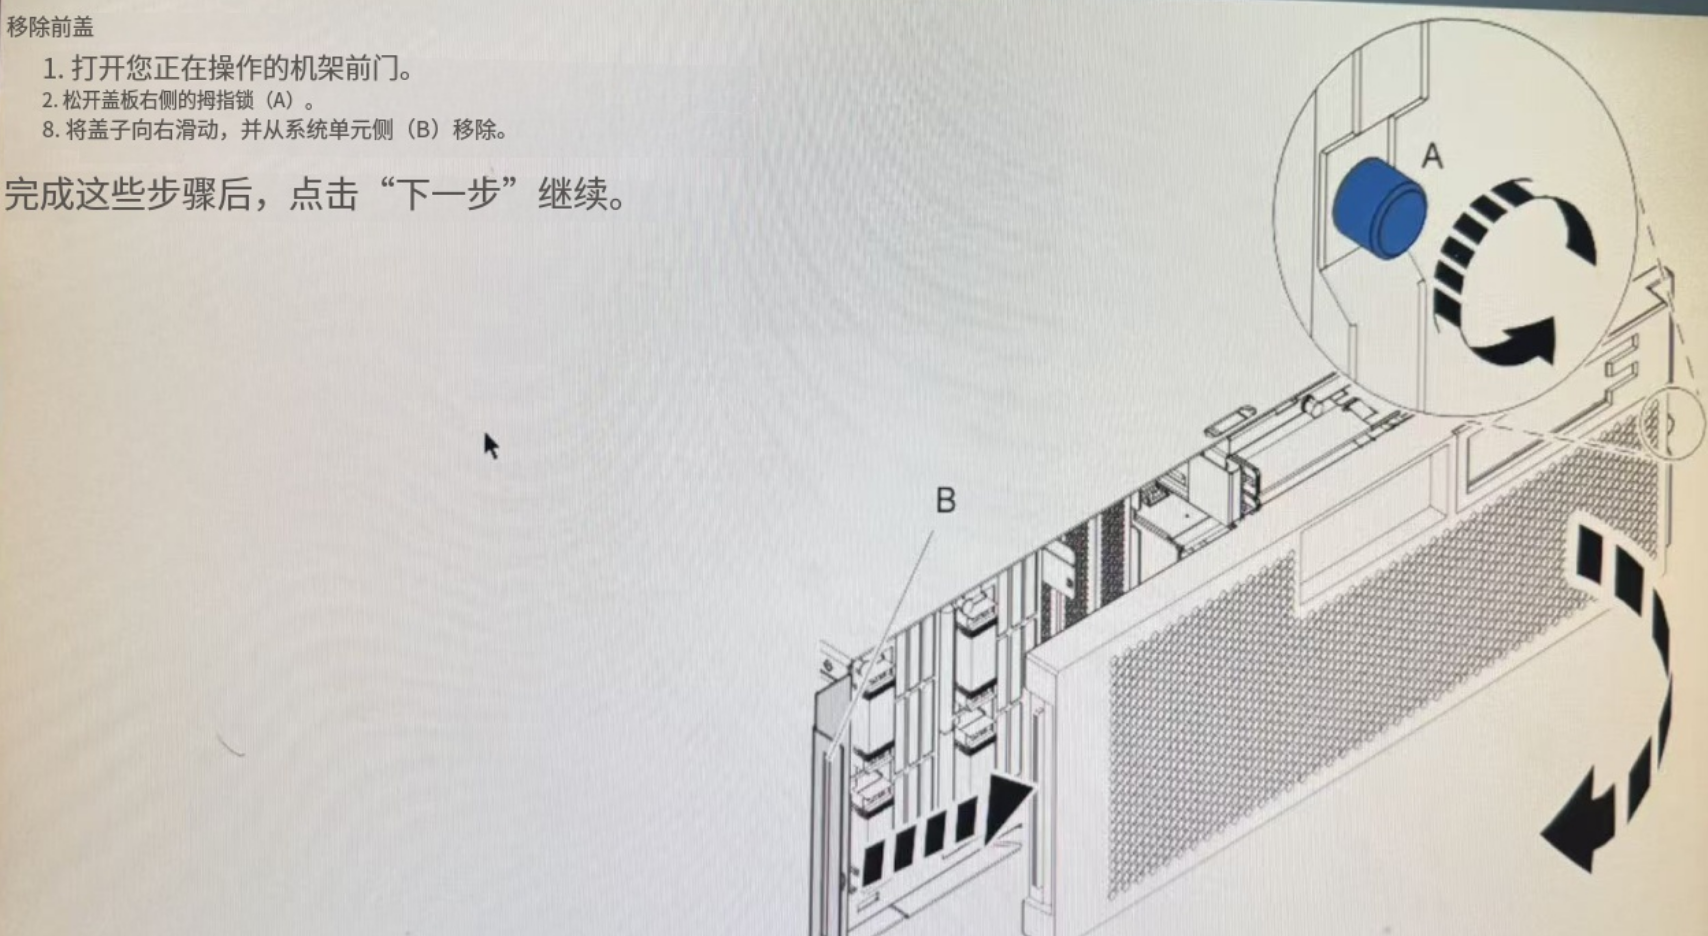 移除前盖
1. 打开您正在操作的机架前门。
2. 松开盖板右侧的拇指锁（A）。
8. 将盖子向右滑动，并从系统单元侧（B）移除。
完成这些步骤后，点击“下一步”继续。
A
B